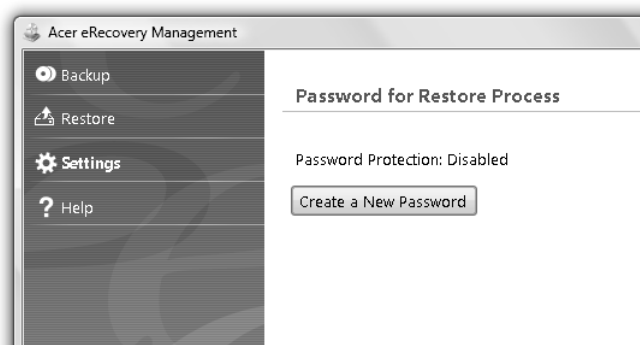 Acer eRecovery Management
Backup
Restore
Settings
Help
Password for Restore Process
Password Protection: Disabled
Create a New Password